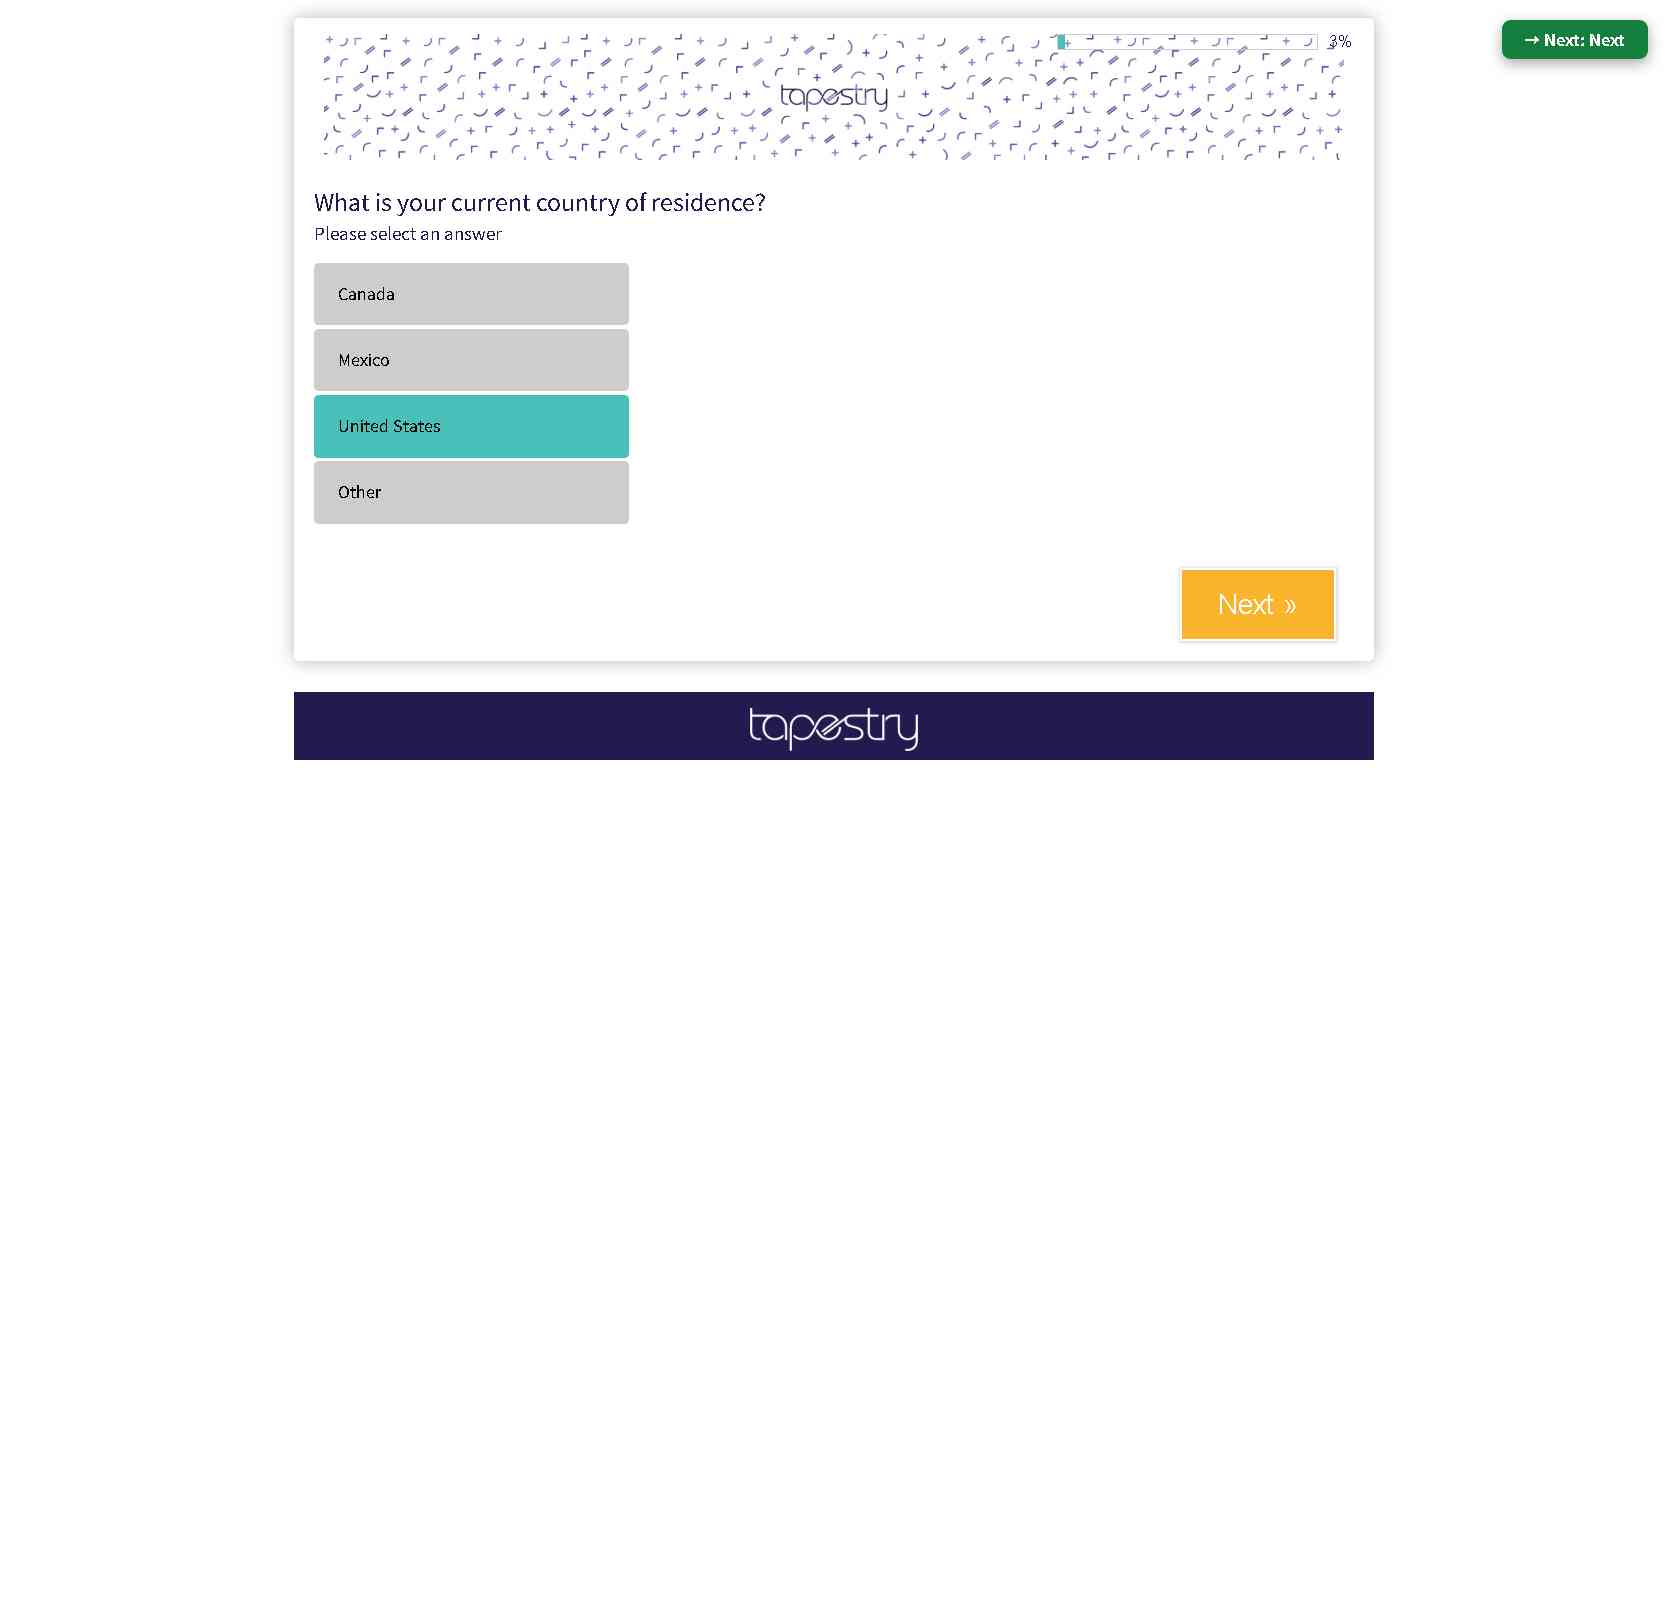 3%
→ Next: Next
tapestry
What is your current country of residence?
Please select an answer
Canada
Mexico
United States
Other
Next »
tapestry